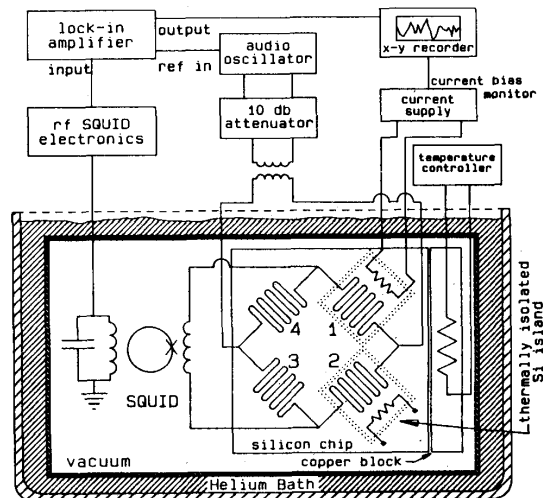 lock-in
amplifier
output
input
ref in
audio
oscillator
x-y recorder
10 db
attenuator
current bias
monitor
current
supply
rf SQUID
electronics
temperature
controller
4
1
3
2
SQUID
thermally isolated
Si island
silicon chip
copper block
vacuum
Helium Bath